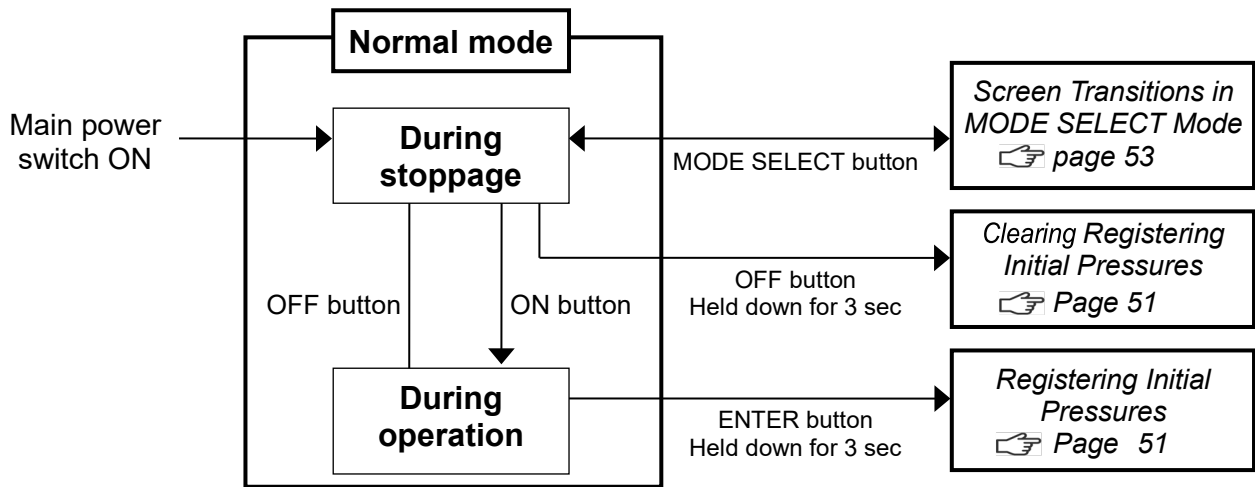 Normal mode
Main power
switch ON
During
stoppage
MODE SELECT button
Screen Transitions in
MODE SELECT Mode
page 53
OFF button
ON button
OFF button
Held down for 3 sec
Clearing Registering
Initial Pressures
Page 51
During
operation
ENTER button
Held down for 3 sec
Registering Initial
Pressures
Page 51